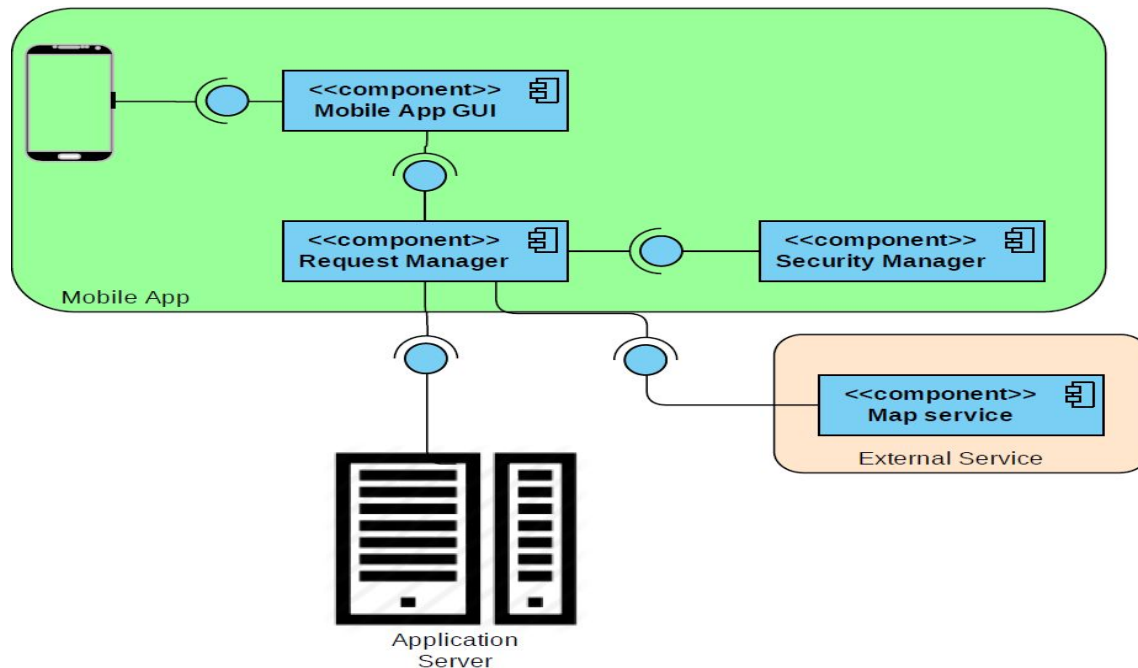 <<component>>
Mobile App GUI
<<component>>
Request Manager
<<component>>
Security Manager
Mobile App
<<component>>
Map service
External Service
Application
Server